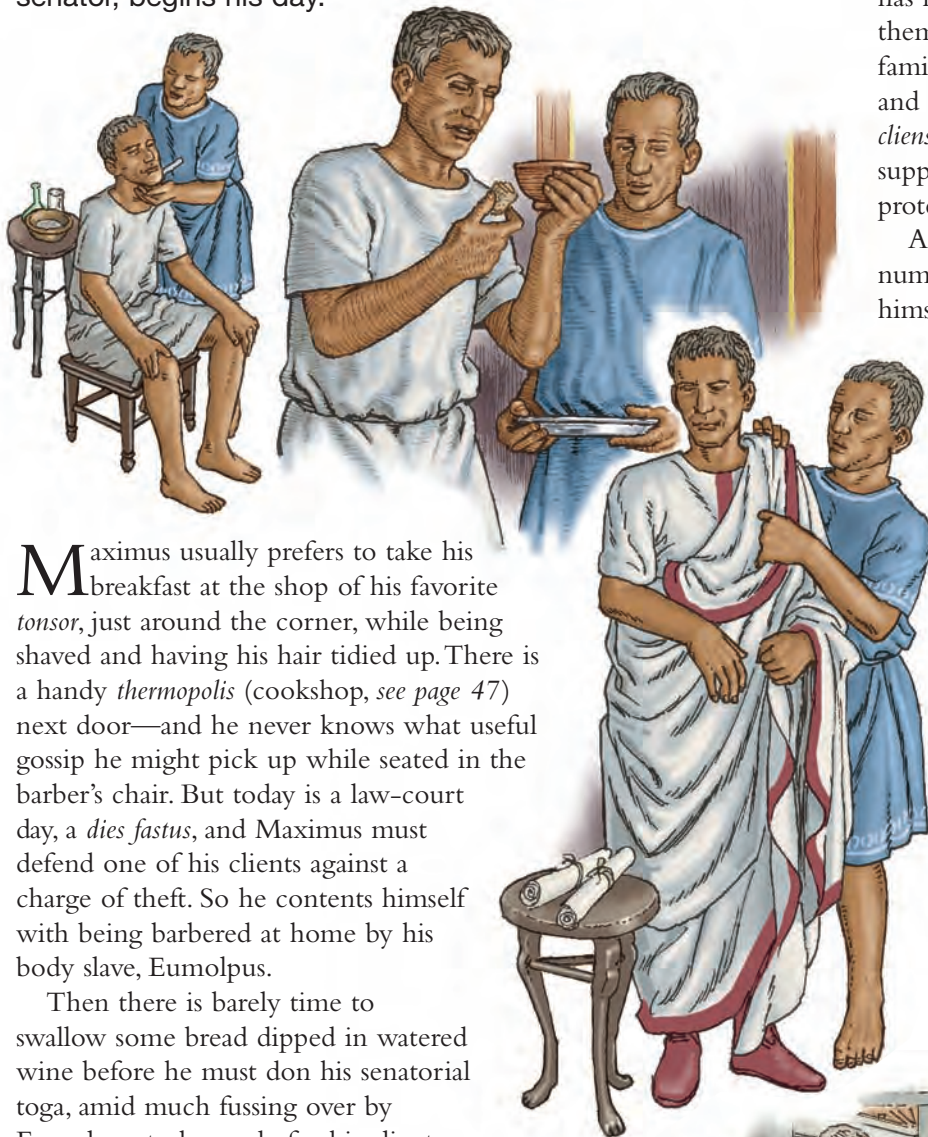 senator, begins his day.
Maximus usually prefers to take his
breakfast at the shop of his favorite
tonsor, just around the corner, while being
shaved and having his hair tidied up. There is
a handy thermopolis (cookshop, see page 47)
next door—and he never knows what useful
gossip he might pick up while seated in the
barber’s chair. But today is a law-court
day, a dies fastus, and Maximus must
defend one of his clients against a
charge of theft. So he contents himself
with being barbered at home by his
body slave, Eumolpus.
Then there is barely time to
swallow some bread dipped in watered
wine before he must don his senatorial
toga, amid much fussing over by
has
them
fami
and
cliens
supp
prote
A
num
hims